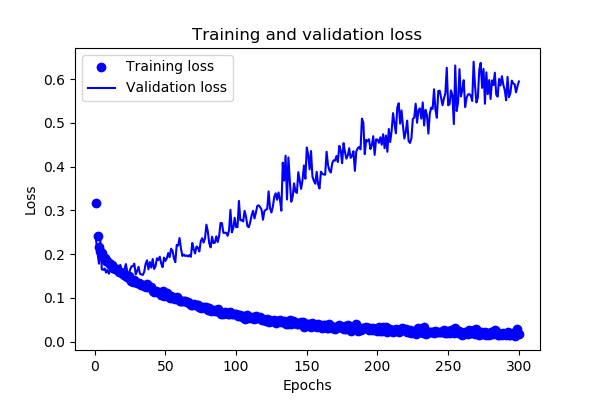 Training and validation loss
Training loss
Validation loss
Loss
0.6
0.5
0.4
0.3
0.2
0.1
0.0
0 50 100 150 200 250 300
Epochs